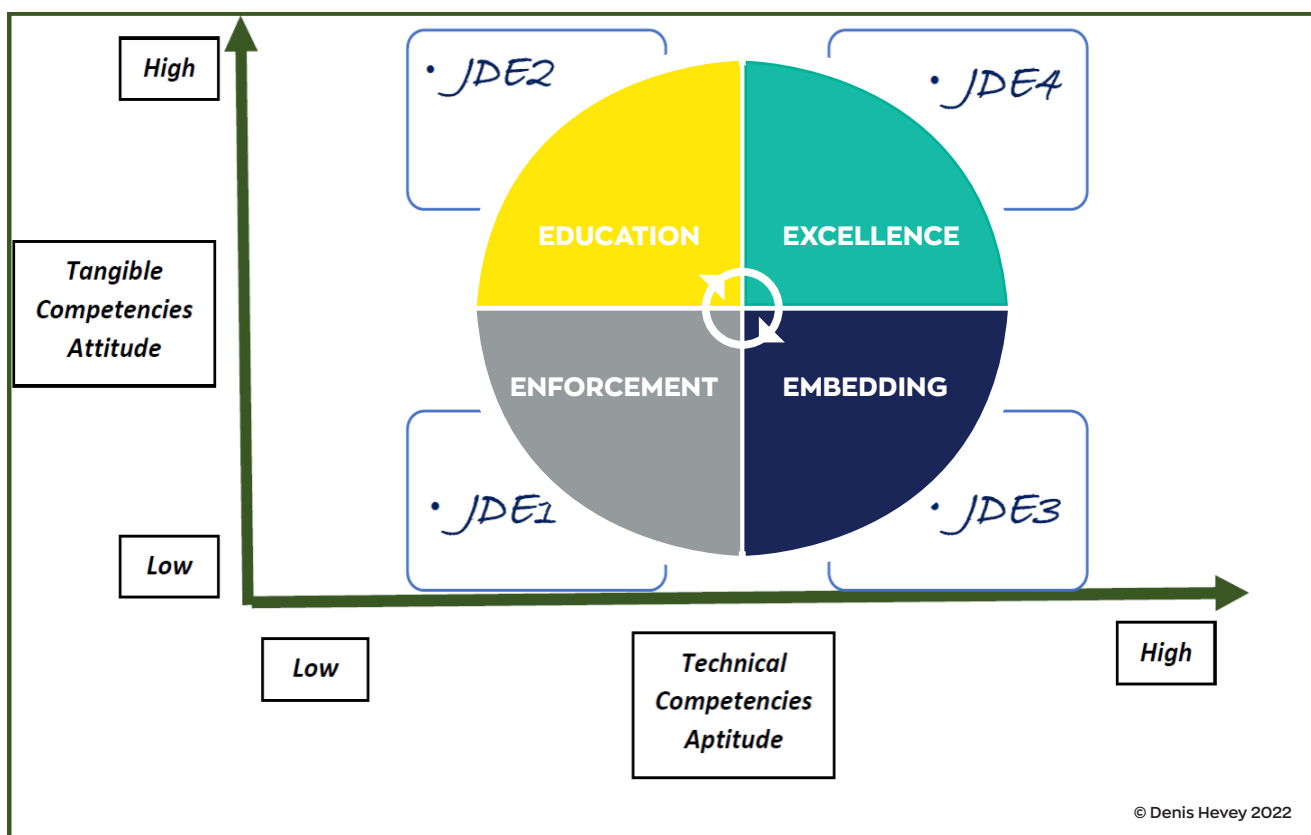 High
• JDE2
• JDE4
EDUCATION
EXCELLENCE
Tangible
Competencies
Attitude
ENFORCEMENT
EMBEDDING
• JDE1
• JDE3
Low
Low
Technical
Competencies
Aptitude
High
© Denis Hevey 2022